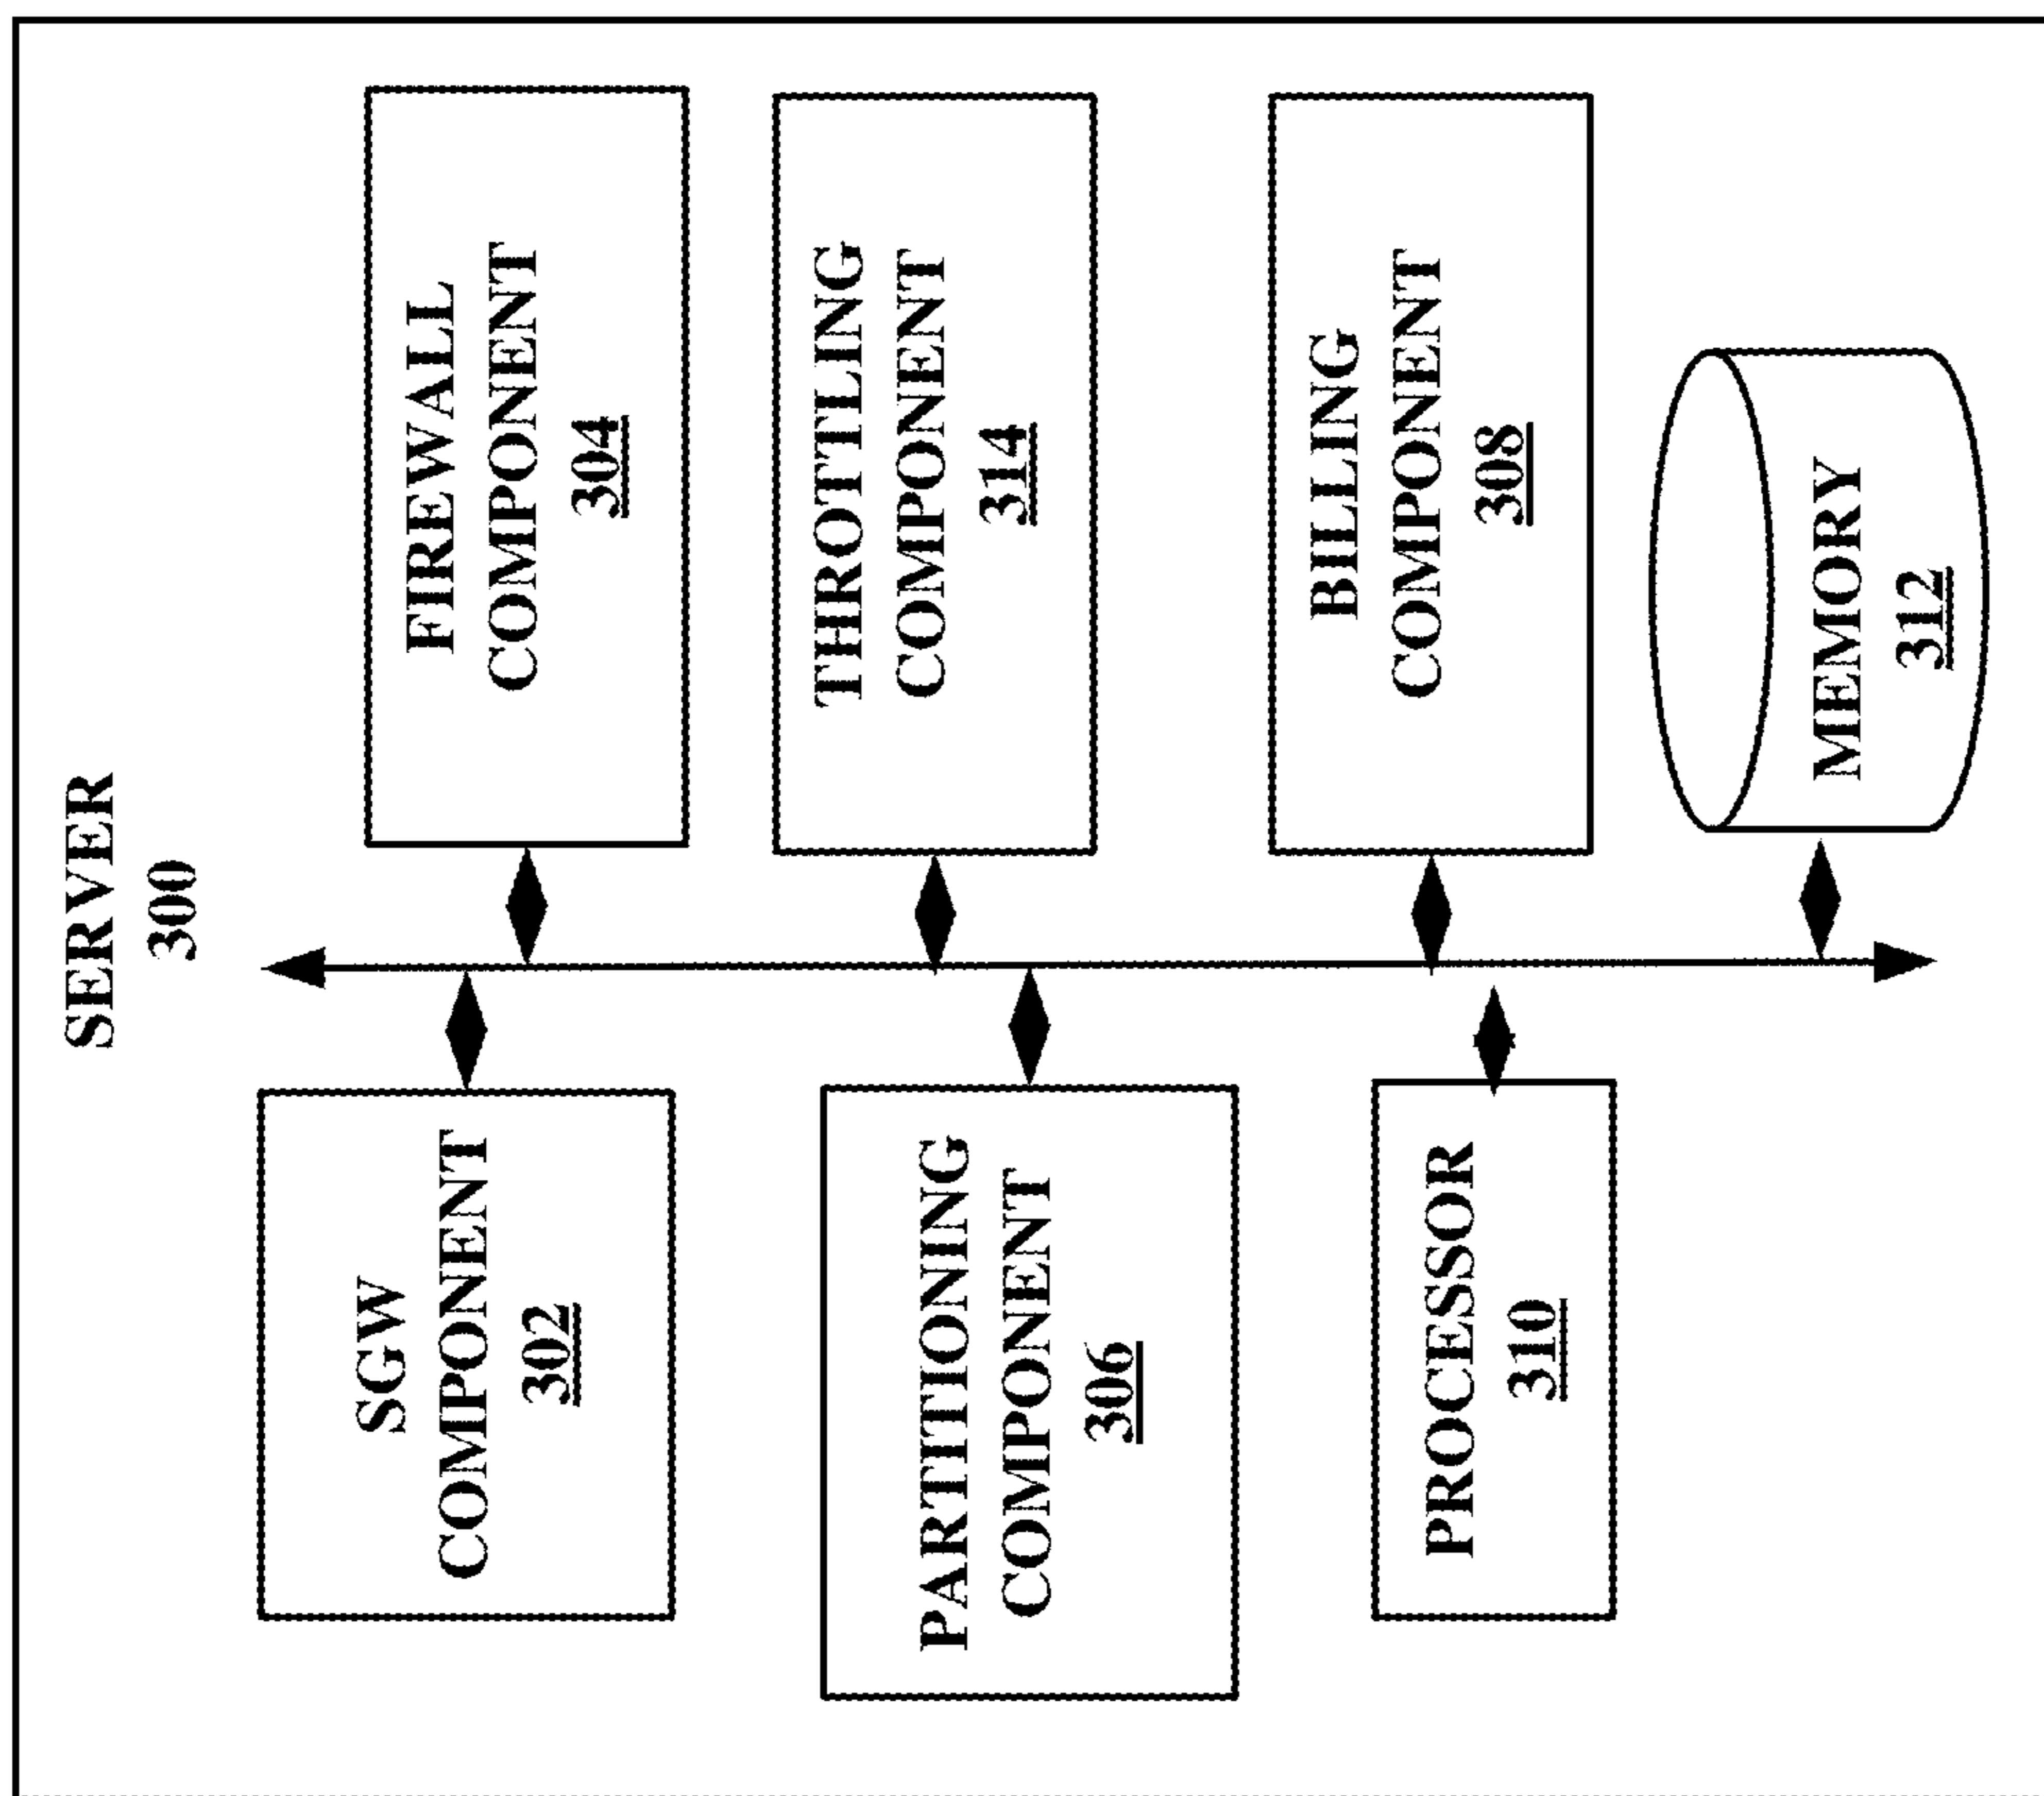 SERVER
300
SGW
COMPONENT
302
FIREWALL
COMPONENT
304
PARTITIONING
COMPONENT
306
THROTTLING
COMPONENT
314
PROCESSOR
310
BILLING
COMPONENT
308
MEMORY
312